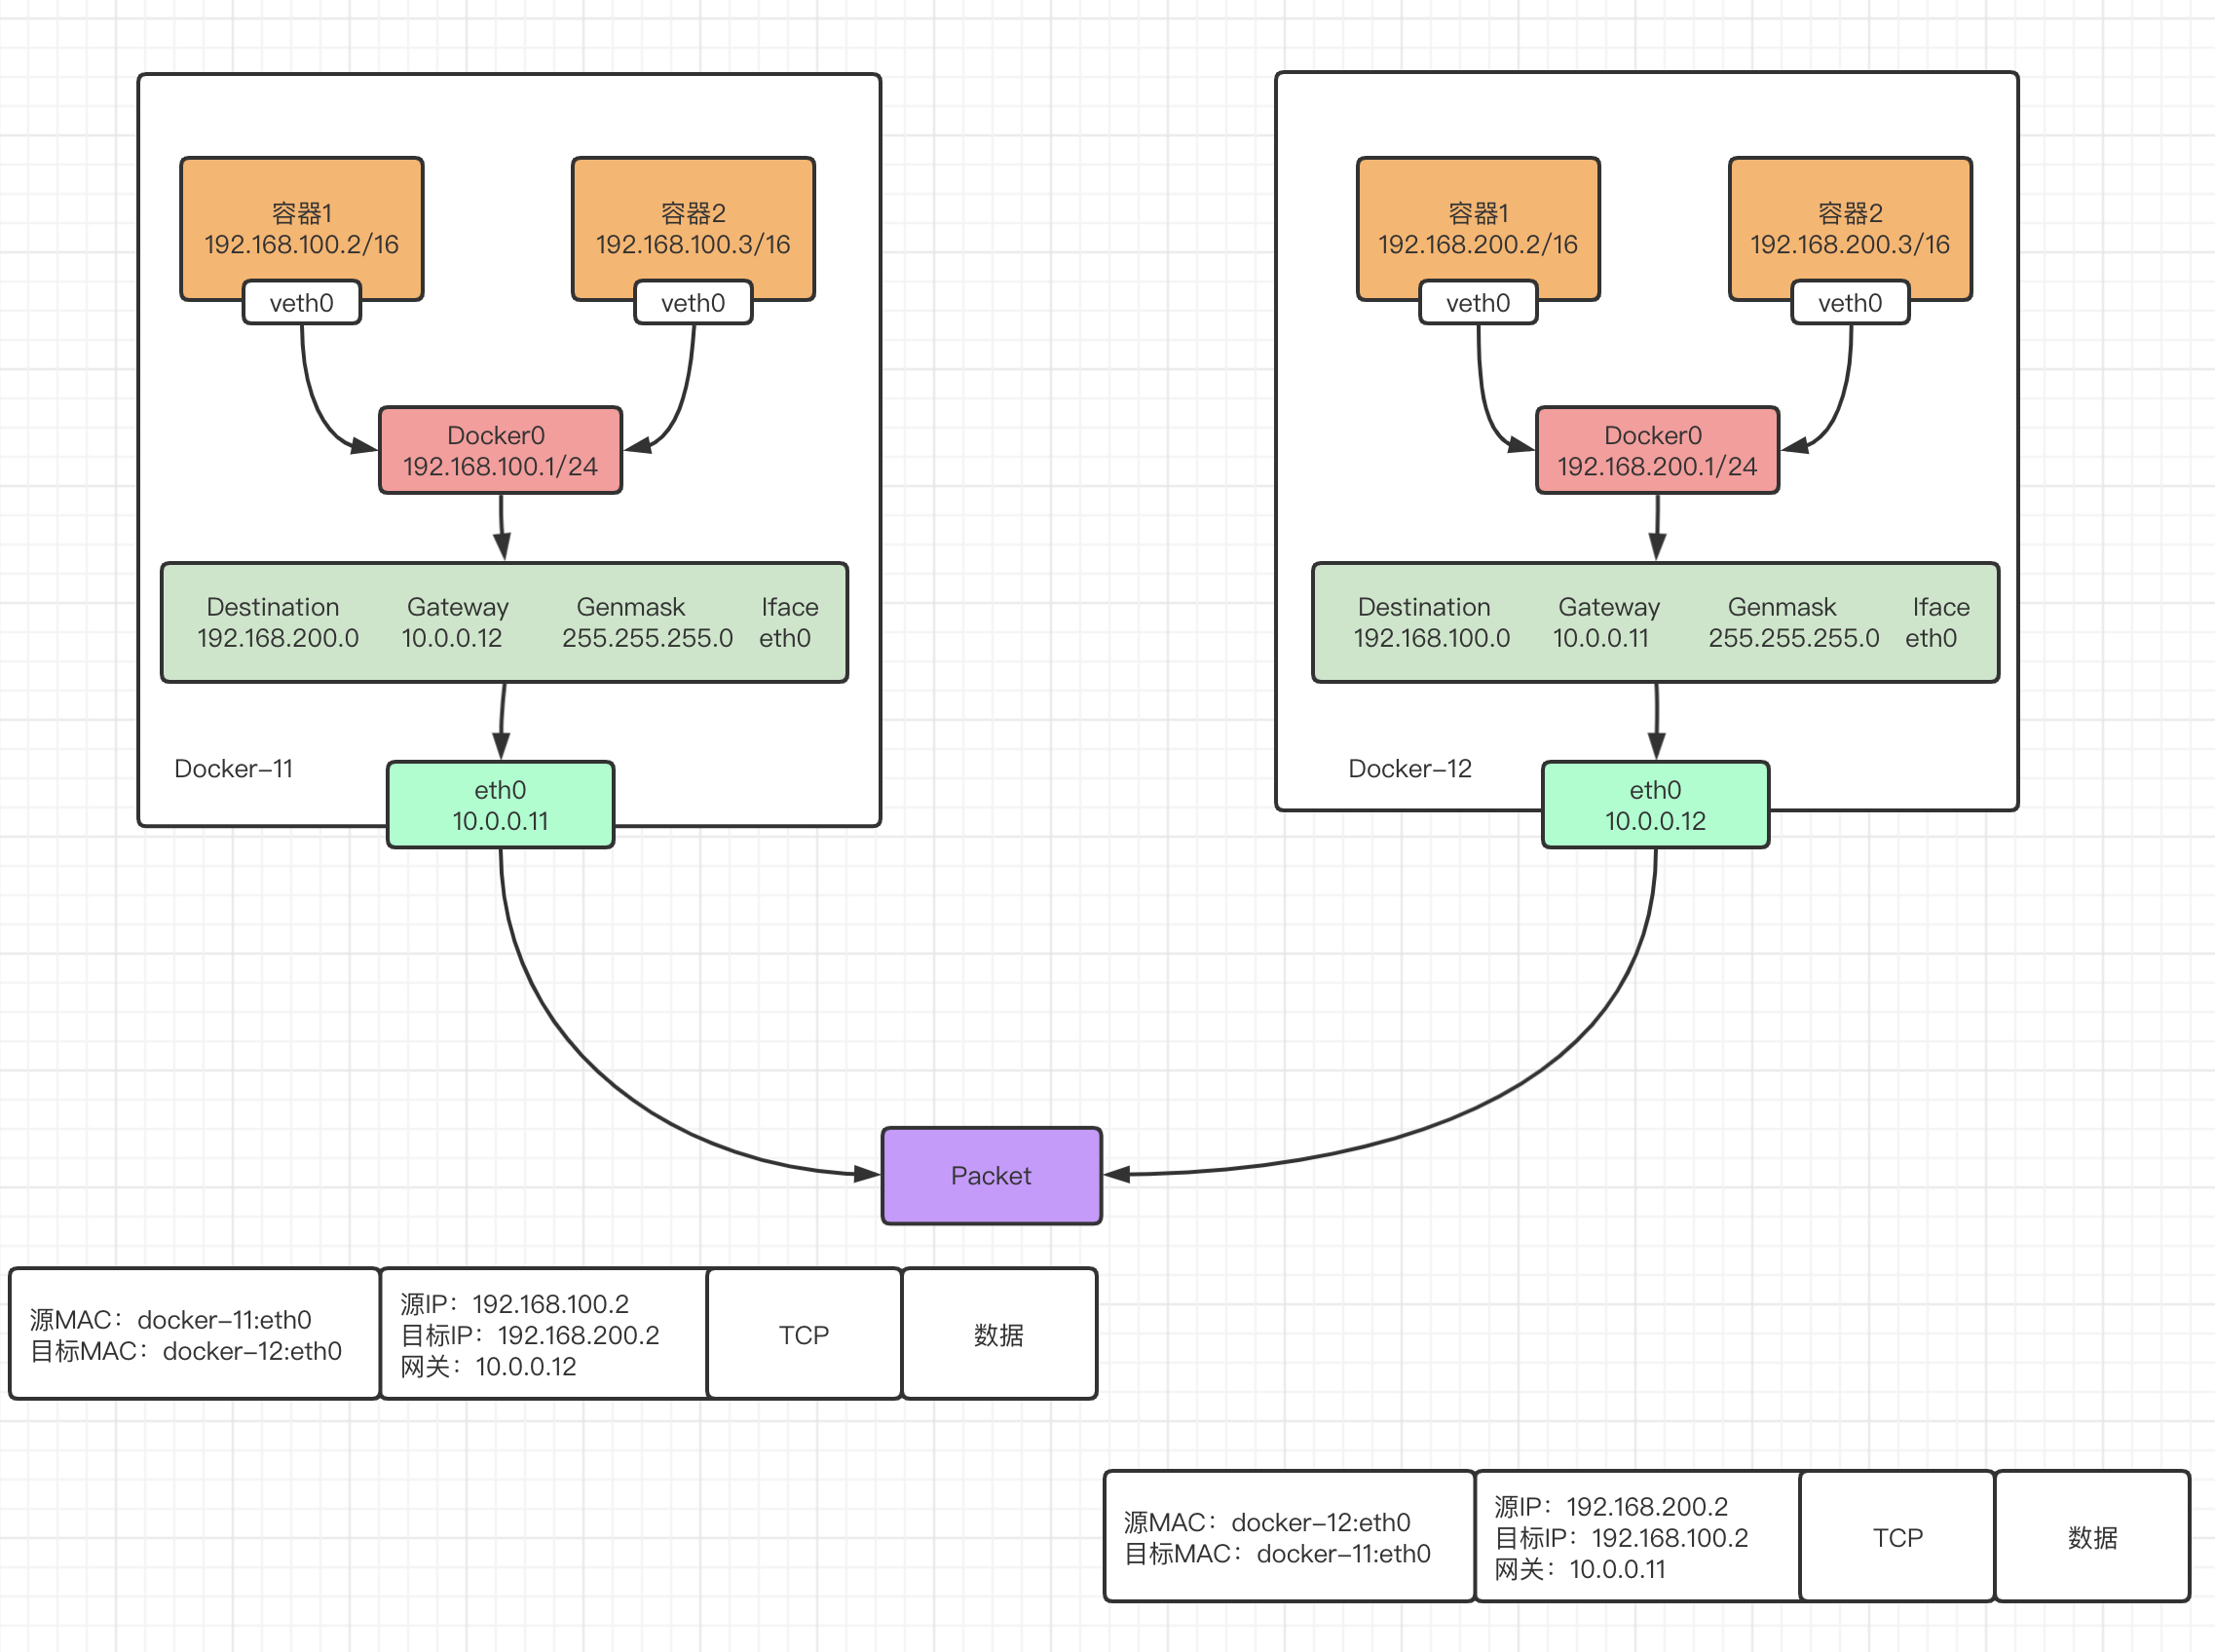 容器1
192.168.100.2/16
veth0
容器2
192.168.100.3/16
veth0
Docker0
192.168.100.1/24
Destination Gateway Genmask Iface
192.168.200.0 10.0.0.12 255.255.255.0 eth0
Docker-11
eth0
10.0.0.11
容器1
192.168.200.2/16
veth0
容器2
192.168.200.3/16
veth0
Docker0
192.168.200.1/24
Destination Gateway Genmask Iface
192.168.100.0 10.0.0.11 255.255.255.0 eth0
Docker-12
eth0
10.0.0.12
Packet
源MAC：docker-11:eth0
目标MAC：docker-12:eth0
源IP：192.168.100.2
目标IP：192.168.200.2
网关：10.0.0.12
TCP
数据
源MAC：docker-12:eth0
目标MAC：docker-11:eth0
源IP：192.168.200.2
目标IP：192.168.100.2
网关：10.0.0.11
TCP
数据